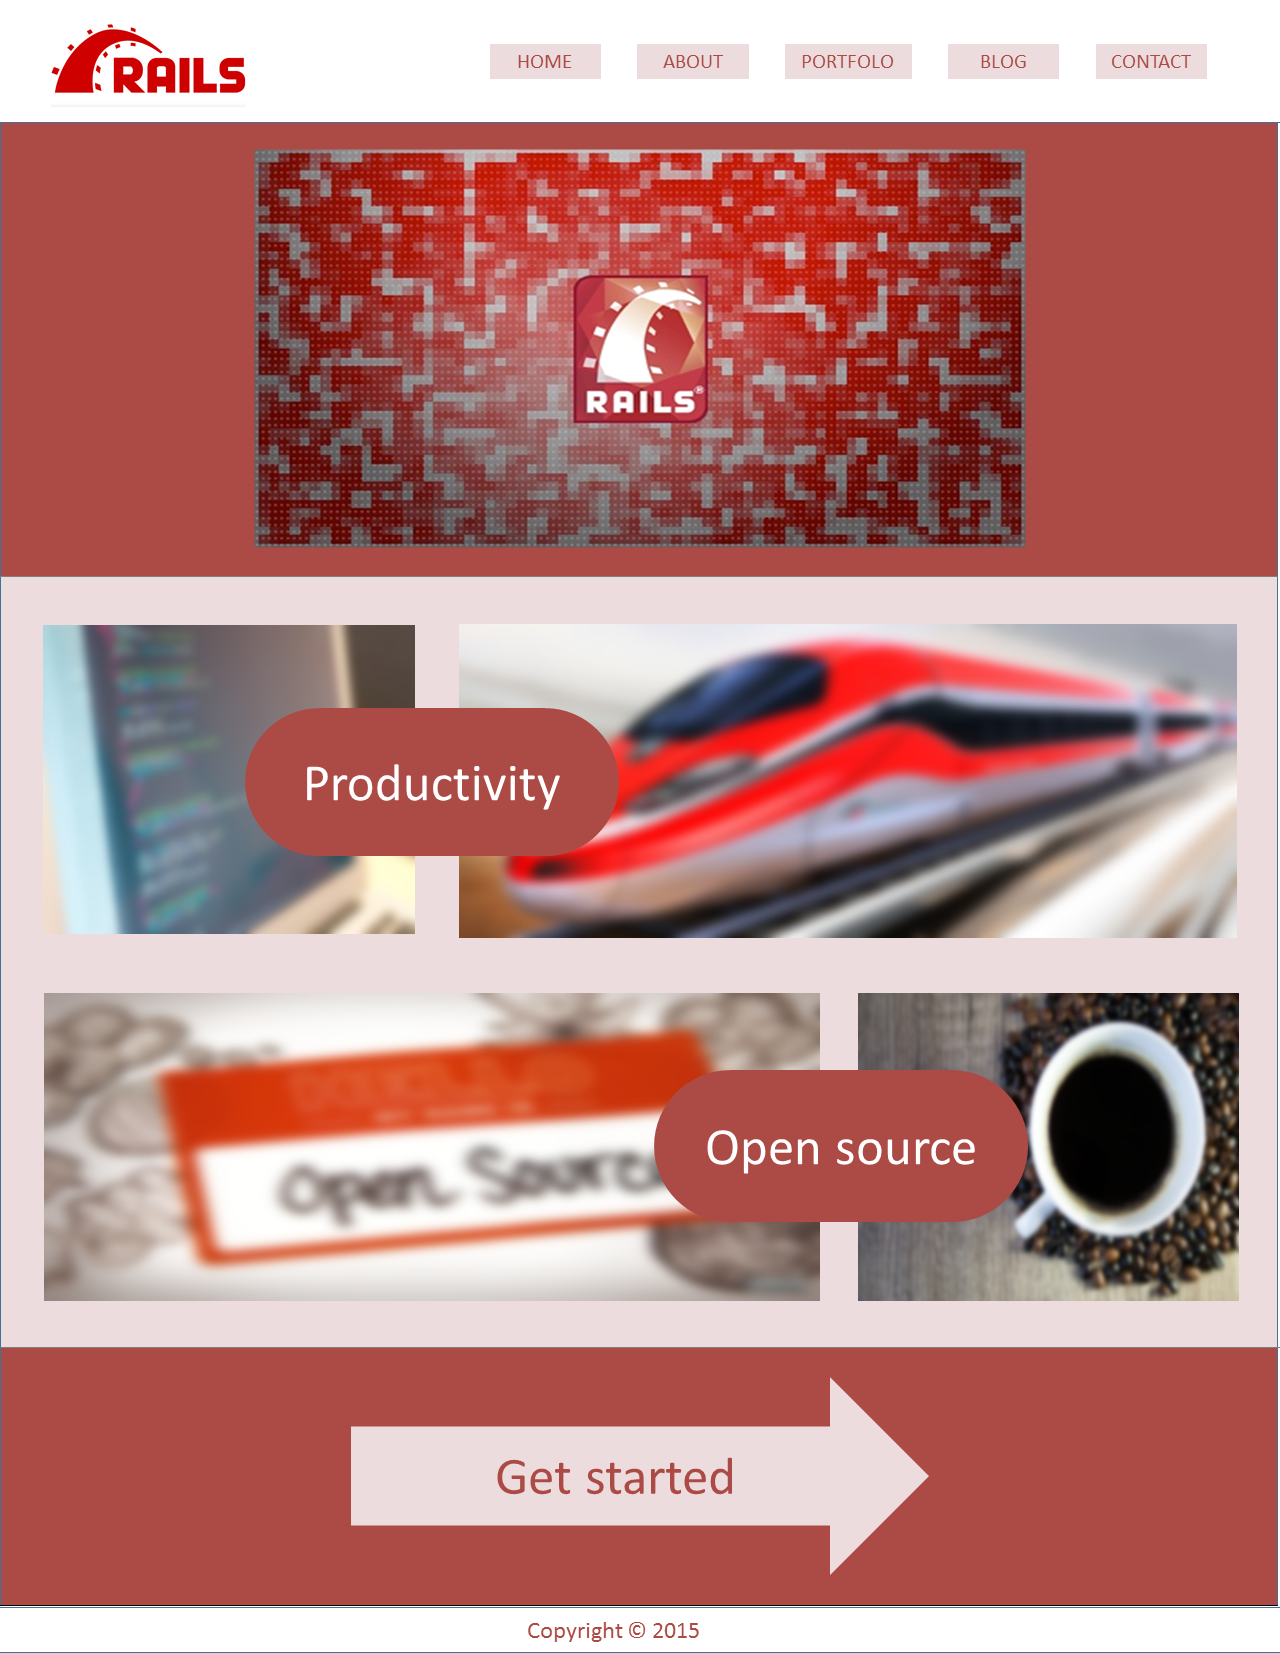 RAILS
HOME
ABOUT
PORTFOLO
BLOG
CONTACT
RAILS®
Productivity
Open Source
Open source
Get started
Copyright © 2015